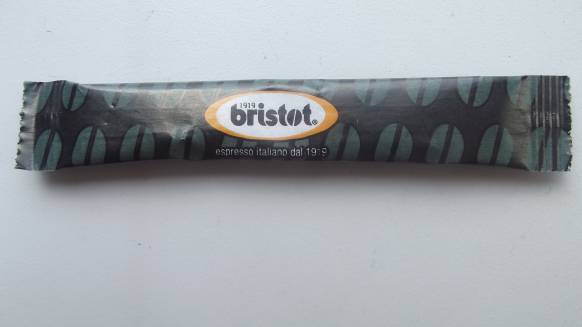 1919
bristot®
espresso italiano dal 1919